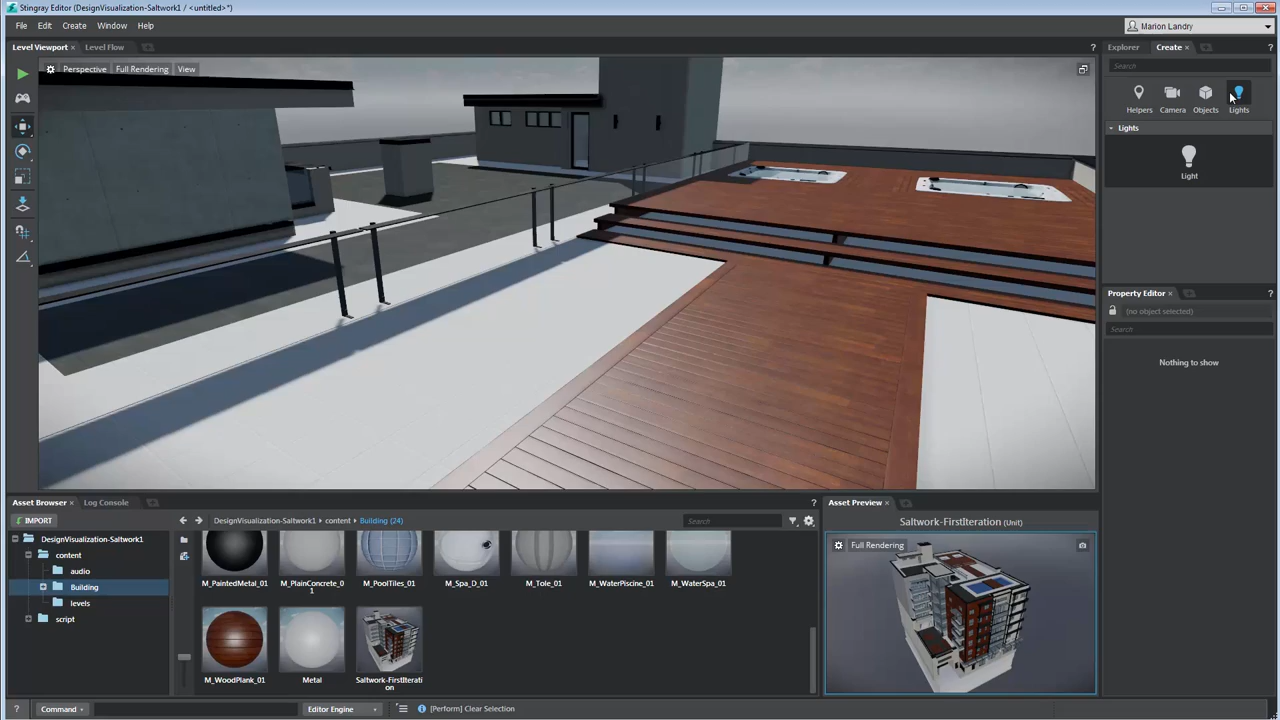 Stingray Editor (DesignVisualization-Saltwork1 / <untitled>*)
File Edit Create Window Help
Marion Landry
Level Viewport × Level Flow
?
Explorer Create × ?
Perspective Full Rendering View
Search
Helpers Camera Objects Lights
Lights
Light
Property Editor × ?
(no object selected)
Search
Nothing to show
Asset Browser × Log Console ?
Asset Preview ×
IMPORT
DesignVisualization-Saltwork1 › content › Building (24)
Search
Saltwork-FirstIteration (Unit)
DesignVisualization-Saltwork1
content
audio
Building
levels
script
Full Rendering
M_PaintedMetal_01
M_PlainConcrete_01
M_PoolTiles_01
M_Spa_D_01
M_Tole_01
M_WaterPiscine_01
M_WaterSpa_01
M_WoodPlank_01
Metal
Saltwork-FirstIteration
? Command Editor Engine [Perform] Clear Selection